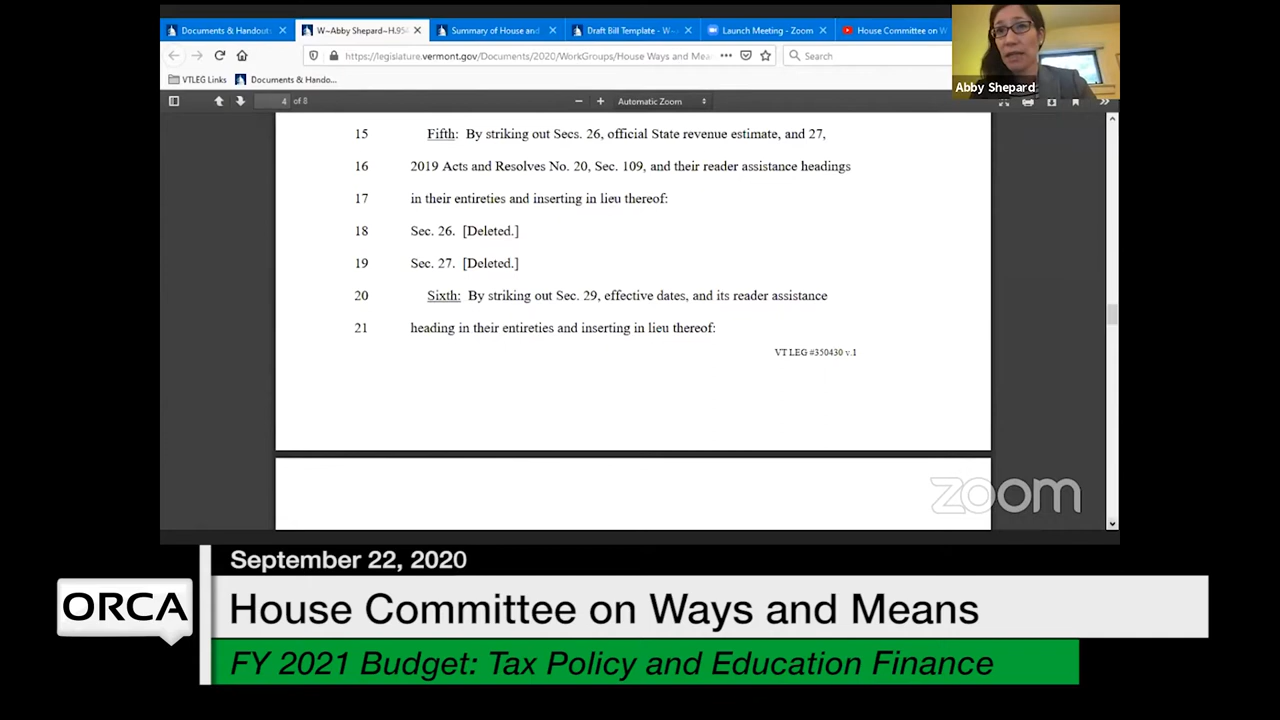 Documents & Handout
W~Abby Shepard~H.954
Summary of House and
Draft Bill Template - W~
Launch Meeting - Zoom
House Committee on W
https://legislature.vermont.gov/Documents/2020/WorkGroups/House Ways and Mea
Search
VTLEG Links
Documents & Hando...
4 of 8
Automatic Zoom
Abby Shepard
15 Fifth: By striking out Secs. 26, official State revenue estimate, and 27,
16 2019 Acts and Resolves No. 20, Sec. 109, and their reader assistance headings
17 in their entireties and inserting in lieu thereof:
18 Sec. 26. [Deleted.]
19 Sec. 27. [Deleted.]
20 Sixth: By striking out Sec. 29, effective dates, and its reader assistance
21 heading in their entireties and inserting in lieu thereof:
VT LEG #350430 v.1
zoom
September 22, 2020
ORCA
House Committee on Ways and Means
FY 2021 Budget: Tax Policy and Education Finance